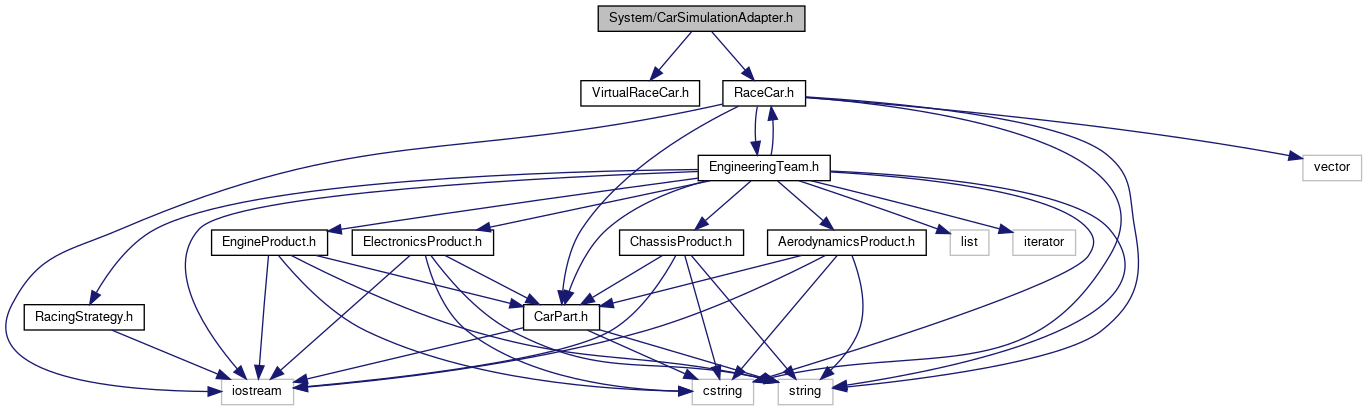 System/CarSimulationAdapter.h
VirtualRaceCar.h
RaceCar.h
EngineeringTeam.h
vector
EngineProduct.h
ElectronicsProduct.h
ChassisProduct.h
AerodynamicsProduct.h
list
iterator
RacingStrategy.h
CarPart.h
iostream
cstring
string